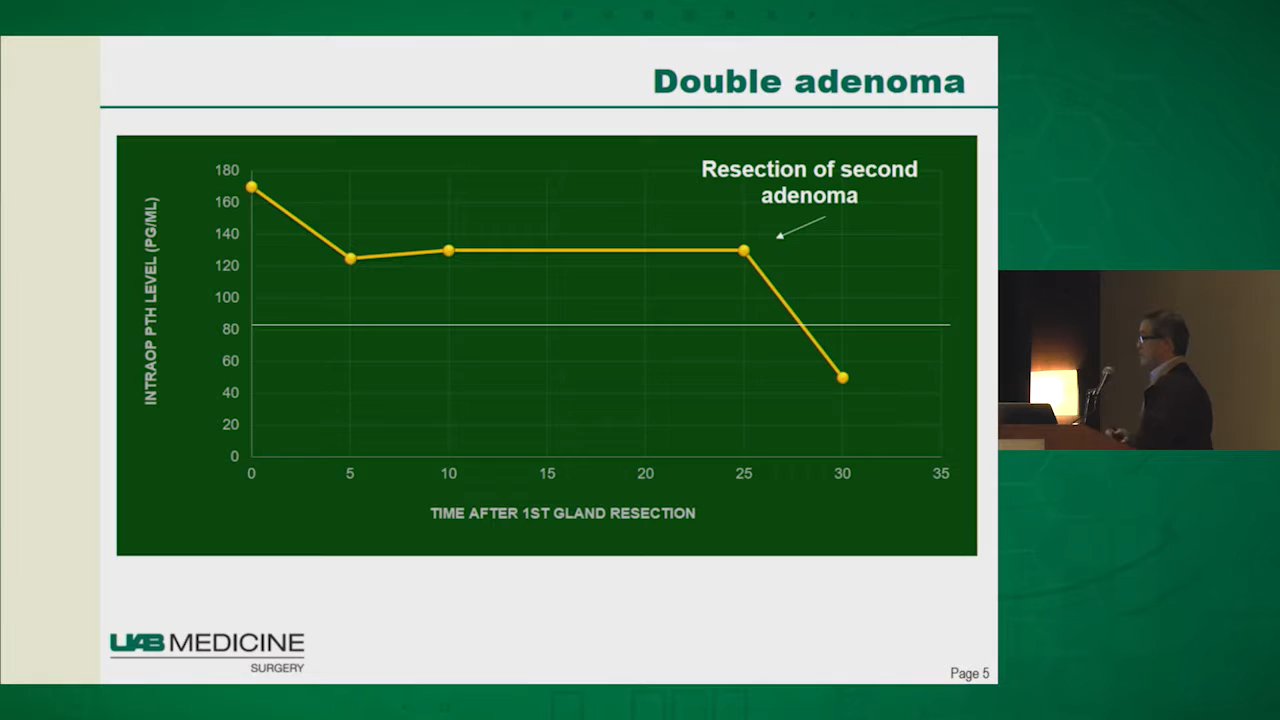 Double adenoma
Resection of second
adenoma
INTRAOP PTH LEVEL (PG/ML)
180
160
140
120
100
80
60
40
20
0
0 5 10 15 20 25 30 35
TIME AFTER 1ST GLAND RESECTION
UAB MEDICINE
SURGERY
Page 5